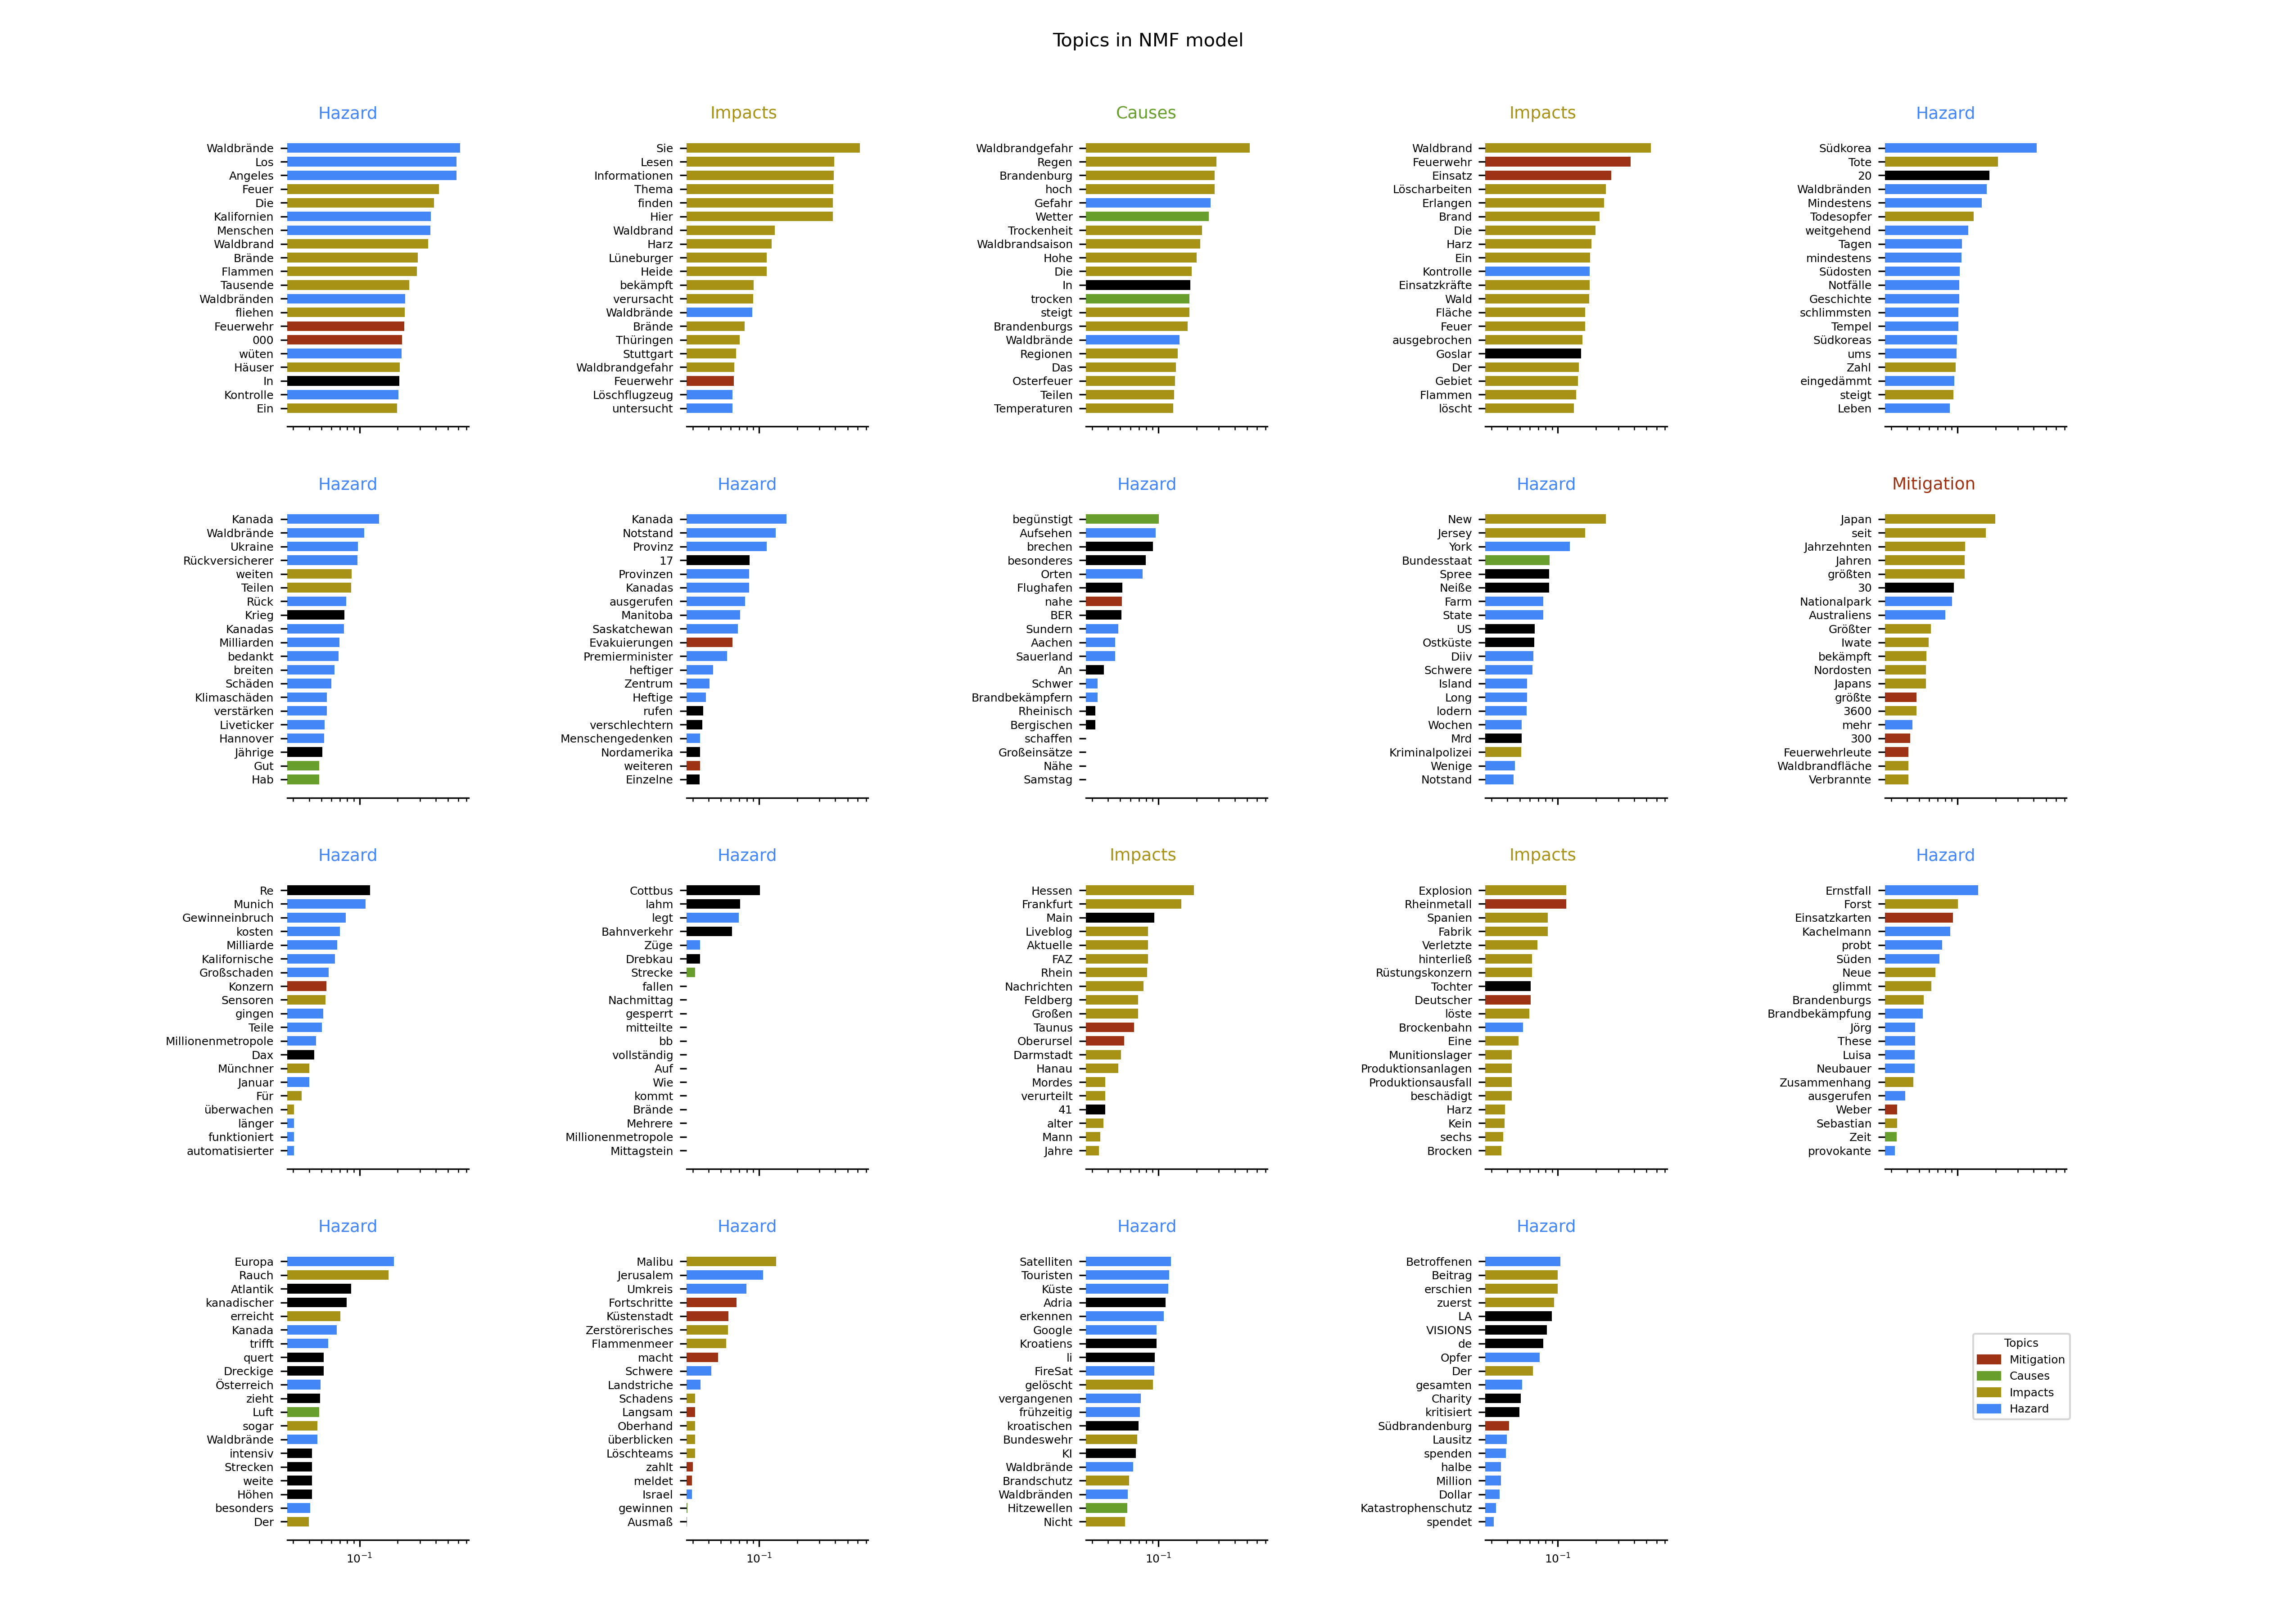 Topics in NMF model
Hazard
Waldbrände
Los
Angeles
Feuer
Die
Kalifornien
Menschen
Waldbrand
Brände
Flammen
Tausende
Waldbränden
fliehen
Feuerwehr
000
wüten
Häuser
In
Kontrolle
Ein
Impacts
Sie
Lesen
Informationen
Thema
finden
Hier
Waldbrand
Harz
Lüneburger
Heide
bekämpft
verursacht
Waldbrände
Brände
Thüringen
Stuttgart
Waldbrandgefahr
Feuerwehr
Löschflugzeug
untersucht
Causes
Waldbrandgefahr
Regen
Brandenburg
hoch
Gefahr
Wetter
Trockenheit
Waldbrandsaison
Hohe
Die
In
trocken
steigt
Brandenburgs
Waldbrände
Regionen
Das
Osterfeuer
Teilen
Temperaturen
Impacts
Waldbrand
Feuerwehr
Einsatz
Löscharbeiten
Erlangen
Brand
Die
Harz
Ein
Kontrolle
Einsatzkräfte
Wald
Fläche
Feuer
ausgebrochen
Goslar
Der
Gebiet
Flammen
löscht
Hazard
Südkorea
Tote
20
Waldbränden
Mindestens
Todesopfer
weitgehend
Tagen
mindestens
Südosten
Notfälle
Geschichte
schlimmsten
Tempel
Südkoreas
ums
Zahl
eingedämmt
steigt
Leben
Hazard
Kanada
Waldbrände
Ukraine
Rückversicherer
weiten
Teilen
Rück
Krieg
Kanadas
Milliarden
bedankt
breiten
Schäden
Klimaschäden
verstärken
Liveticker
Hannover
Jährige
Gut
Hab
Hazard
Kanada
Notstand
Provinz
17
Provinzen
Kanadas
ausgerufen
Manitoba
Saskatchewan
Evakuierungen
Premierminister
heftiger
Zentrum
Heftige
rufen
verschlechtern
Menschengedenken
Nordamerika
weiteren
Einzelne
Hazard
begünstigt
Aufsehen
brechen
besonderes
Orten
Flughafen
nahe
BER
Sundern
Aachen
Sauerland
An
Schwer
Brandbekämpfern
Rheinisch
Bergischen
schaffen
Großeinsätze
Nähe
Samstag
Hazard
New
Jersey
York
Bundesstaat
Spree
Neiße
Farm
State
US
Ostküste
Diiv
Schwere
Island
Long
lodern
Wochen
Mrd
Kriminalpolizei
Wenige
Notstand
Mitigation
Japan
seit
Jahrzehnten
Jahren
größten
30
Nationalpark
Australiens
Größter
Iwate
bekämpft
Nordosten
Japans
größte
3600
mehr
300
Feuerwehrleute
Waldbrandfläche
Verbrannte
Hazard
Re
Munich
Gewinneinbruch
kosten
Milliarde
Kalifornische
Großschaden
Konzern
Sensoren
gingen
Teile
Millionenmetropole
Dax
Münchner
Januar
Für
überwachen
länger
funktioniert
automatisierter
Hazard
Cottbus
lahm
legt
Bahnverkehr
Züge
Drebkau
Strecke
fallen
Nachmittag
gesperrt
mitteilte
bb
vollständig
Auf
Wie
kommt
Brände
Mehrere
Millionenmetropole
Mittagstein
Impacts
Hessen
Frankfurt
Main
Liveblog
Aktuelle
FAZ
Rhein
Nachrichten
Feldberg
Großen
Taunus
Oberursel
Darmstadt
Hanau
Mordes
verurteilt
41
alter
Mann
Jahre
Impacts
Explosion
Rheinmetall
Spanien
Fabrik
Verletzte
hinterließ
Rüstungskonzern
Tochter
Deutscher
löste
Brockenbahn
Eine
Munitionslager
Produktionsanlagen
Produktionsausfall
beschädigt
Harz
Kein
sechs
Brocken
Hazard
Ernstfall
Forst
Einsatzkarten
Kachelmann
probt
Süden
Neue
glimmt
Brandenburgs
Brandbekämpfung
Jörg
These
Luisa
Neubauer
Zusammenhang
ausgerufen
Weber
Sebastian
Zeit
provokante
Hazard
Europa
Rauch
Atlantik
kanadischer
erreicht
Kanada
trifft
quert
Dreckige
Österreich
zieht
Luft
sogar
Waldbrände
intensiv
Strecken
weite
Höhen
besonders
Der
10⁻¹
Hazard
Malibu
Jerusalem
Umkreis
Fortschritte
Küstenstadt
Zerstörerisches
Flammenmeer
macht
Schwere
Landstriche
Schadens
Langsam
Oberhand
überblicken
Löschteams
zahlt
meldet
Israel
gewinnen
Ausmaß
10⁻¹
Hazard
Satelliten
Touristen
Küste
Adria
erkennen
Google
Kroatiens
li
FireSat
gelöscht
vergangenen
frühzeitig
kroatischen
Bundeswehr
KI
Waldbrände
Brandschutz
Waldbränden
Hitzewellen
Nicht
10⁻¹
Hazard
Betroffenen
Beitrag
erschien
zuerst
LA
VISIONS
de
Opfer
Der
gesamten
Charity
kritisiert
Südbrandenburg
Lausitz
spenden
halbe
Million
Dollar
Katastrophenschutz
spendet
10⁻¹
Topics
Mitigation
Causes
Impacts
Hazard